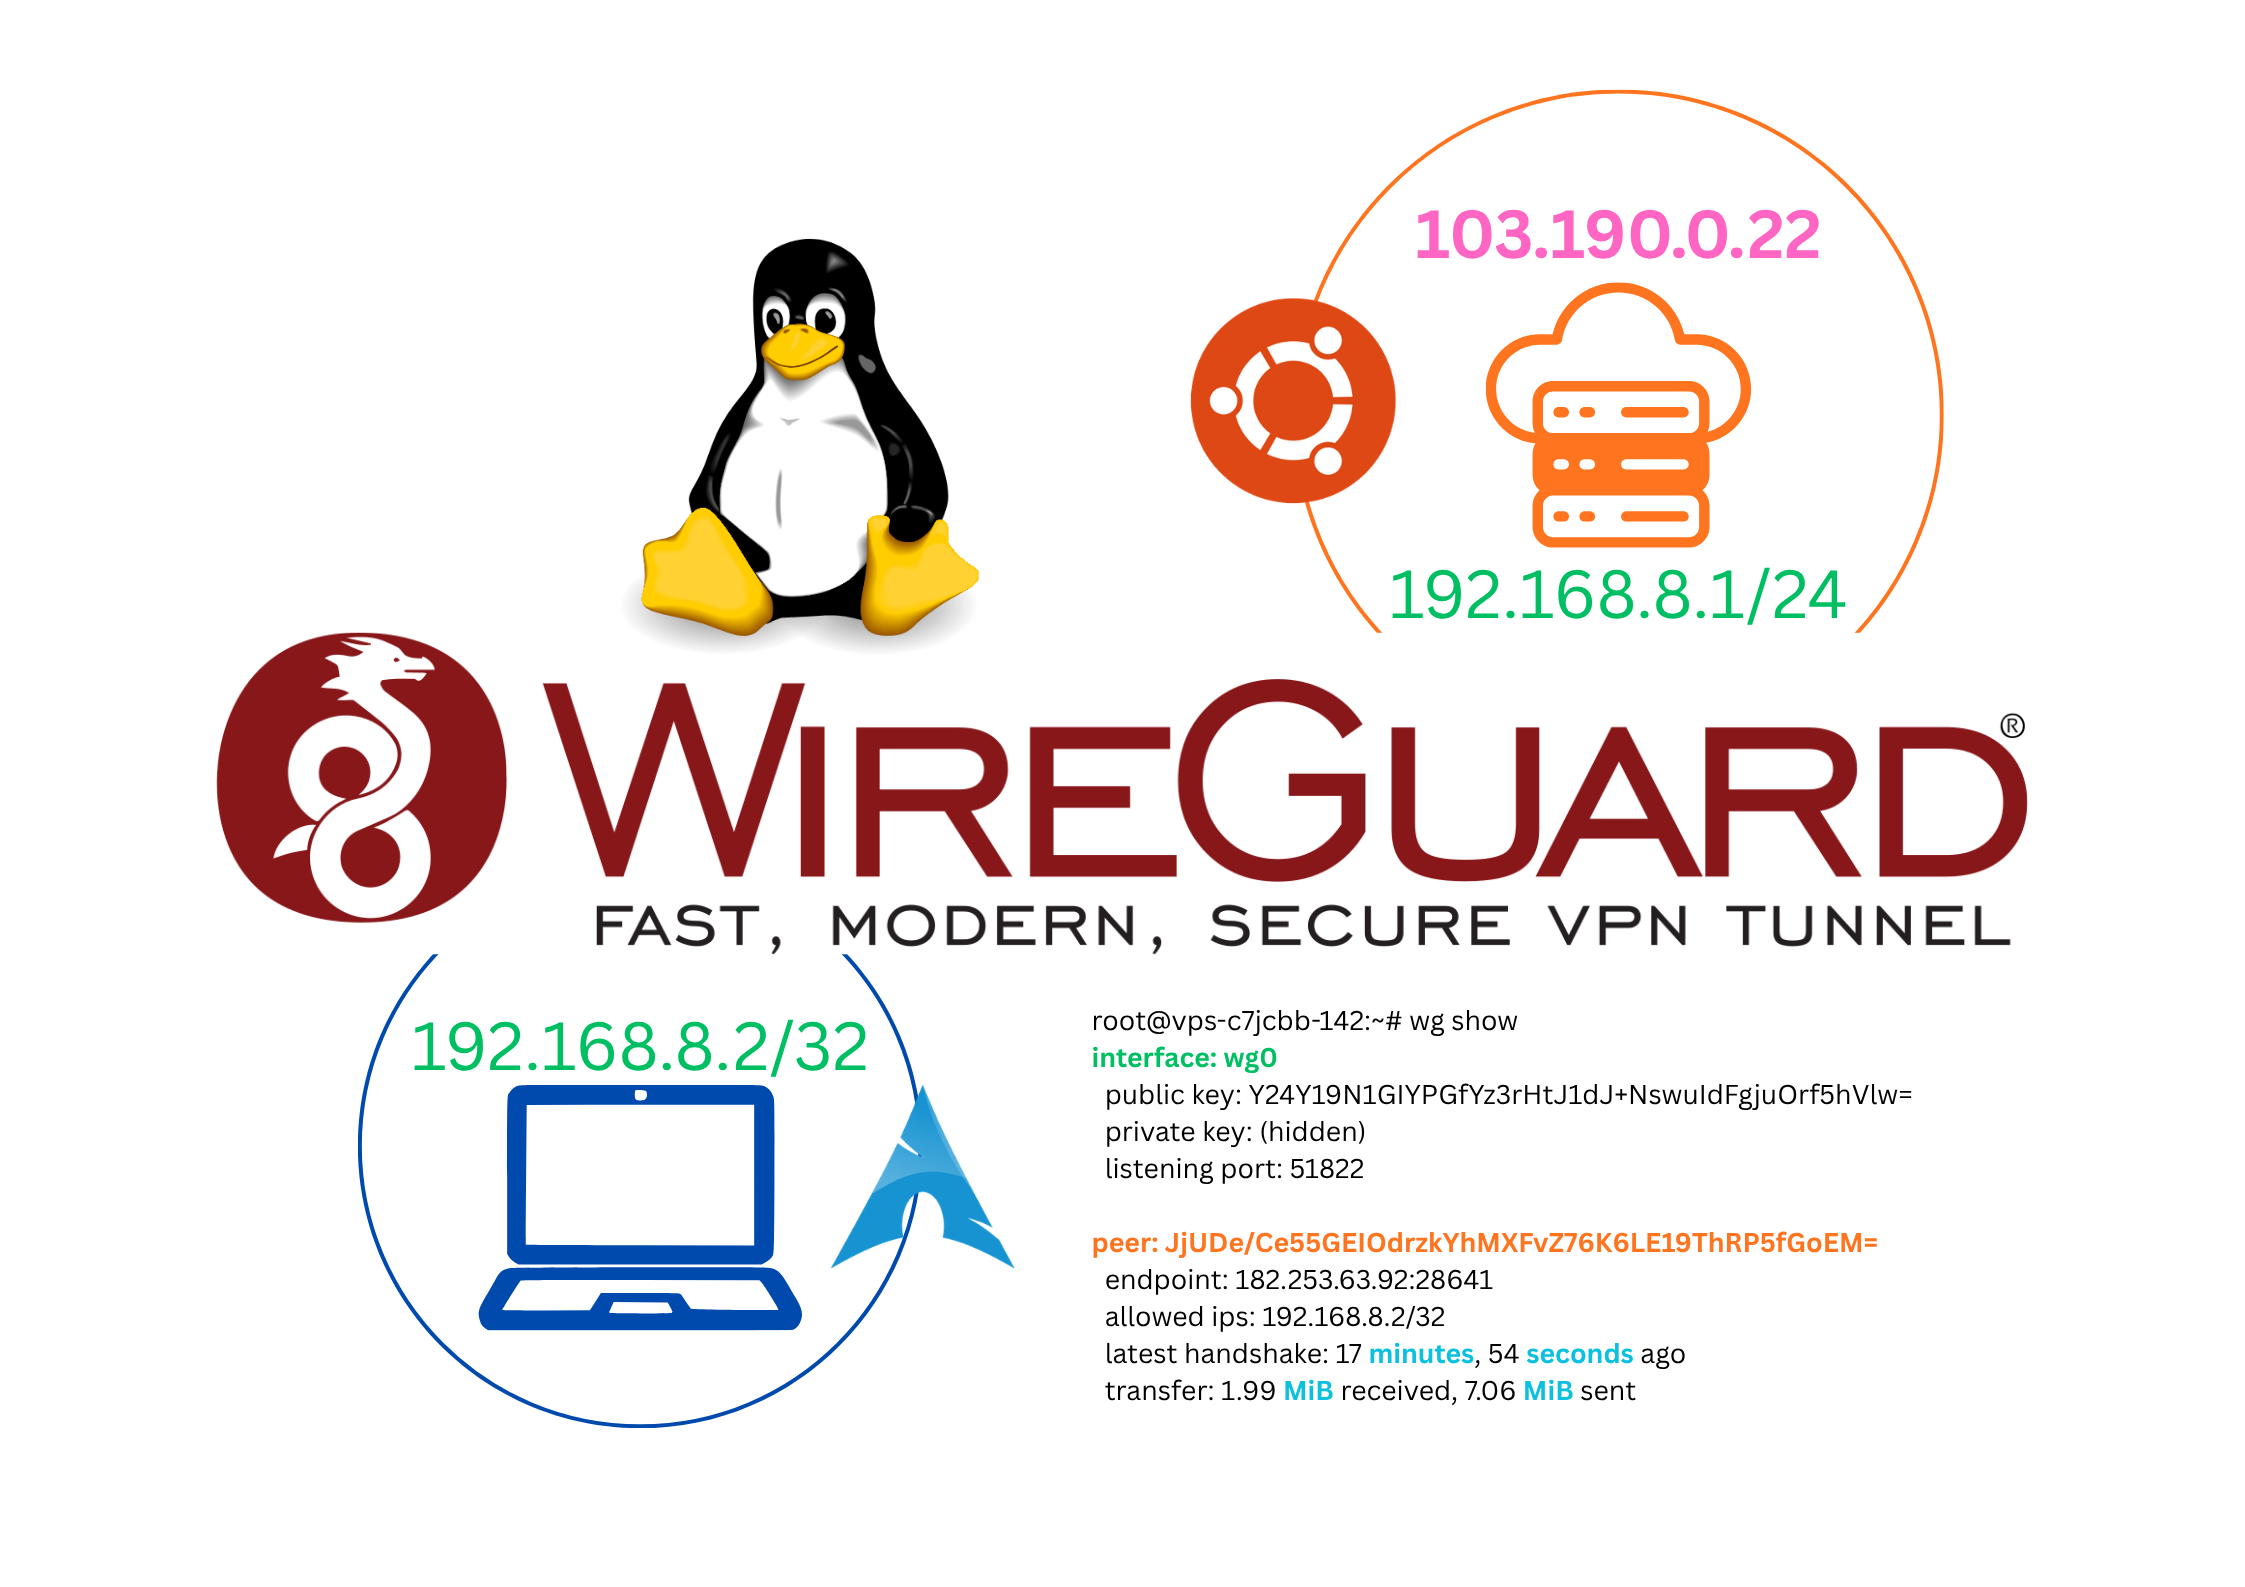 103.190.0.22
192.168.8.1/24
WIREGUARD®
FAST, MODERN, SECURE VPN TUNNEL
192.168.8.2/32
root@vps-c7jcbb-142:~# wg show
interface: wg0
public key: Y24Y19N1GIYPGfYz3rHtJ1dJ+NswuIdFgjuOrf5hVlw=
private key: (hidden)
listening port: 51822
peer: JjUDe/Ce55GEIOdrzkYhMXFvZ76K6LE19ThRP5fGoEM=
endpoint: 182.253.63.92:28641
allowed ips: 192.168.8.2/32
latest handshake: 17 minutes, 54 seconds ago
transfer: 1.99 MiB received, 7.06 MiB sent